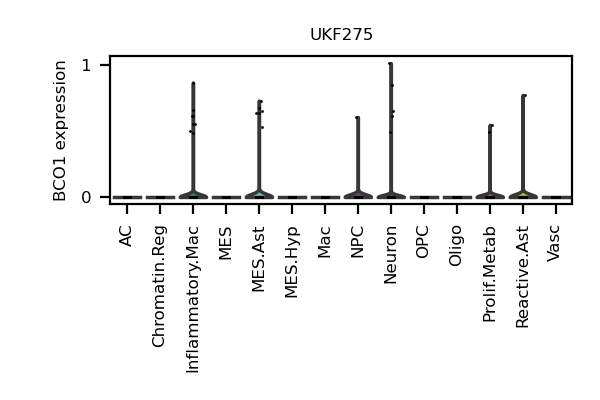 UKF275
BCO1 expression
1
0
AC
Chromatin.Reg
Inflammatory.Mac
MES
MES.Ast
MES.Hyp
Mac
NPC
Neuron
OPC
Oligo
Prolif.Metab
Reactive.Ast
Vasc